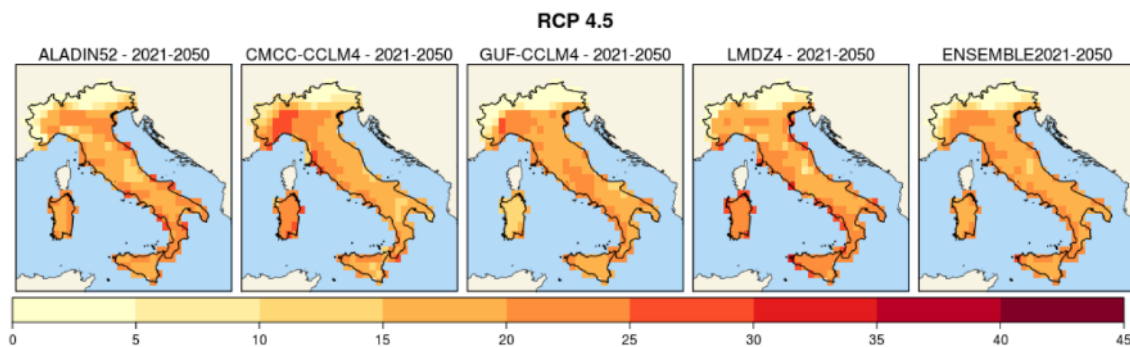 RCP 4.5
ALADIN52 - 2021-2050 CMCC-CCLM4 - 2021-2050 GUF-CCLM4 - 2021-2050 LMDZ4 - 2021-2050 ENSEMBLE2021-2050
0 5 10 15 20 25 30 35 40 45